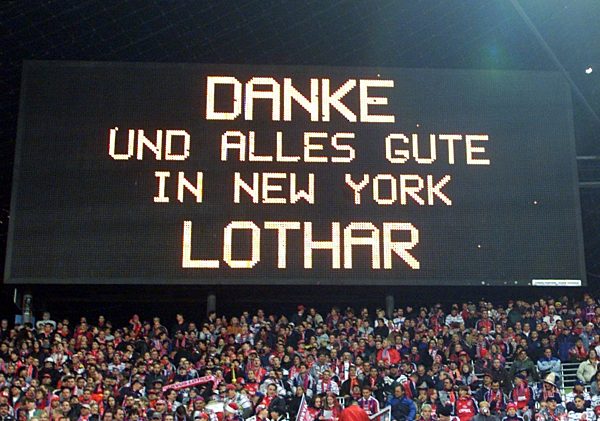 DANKE
UND ALLES GUTE
IN NEW YORK
LOTHAR